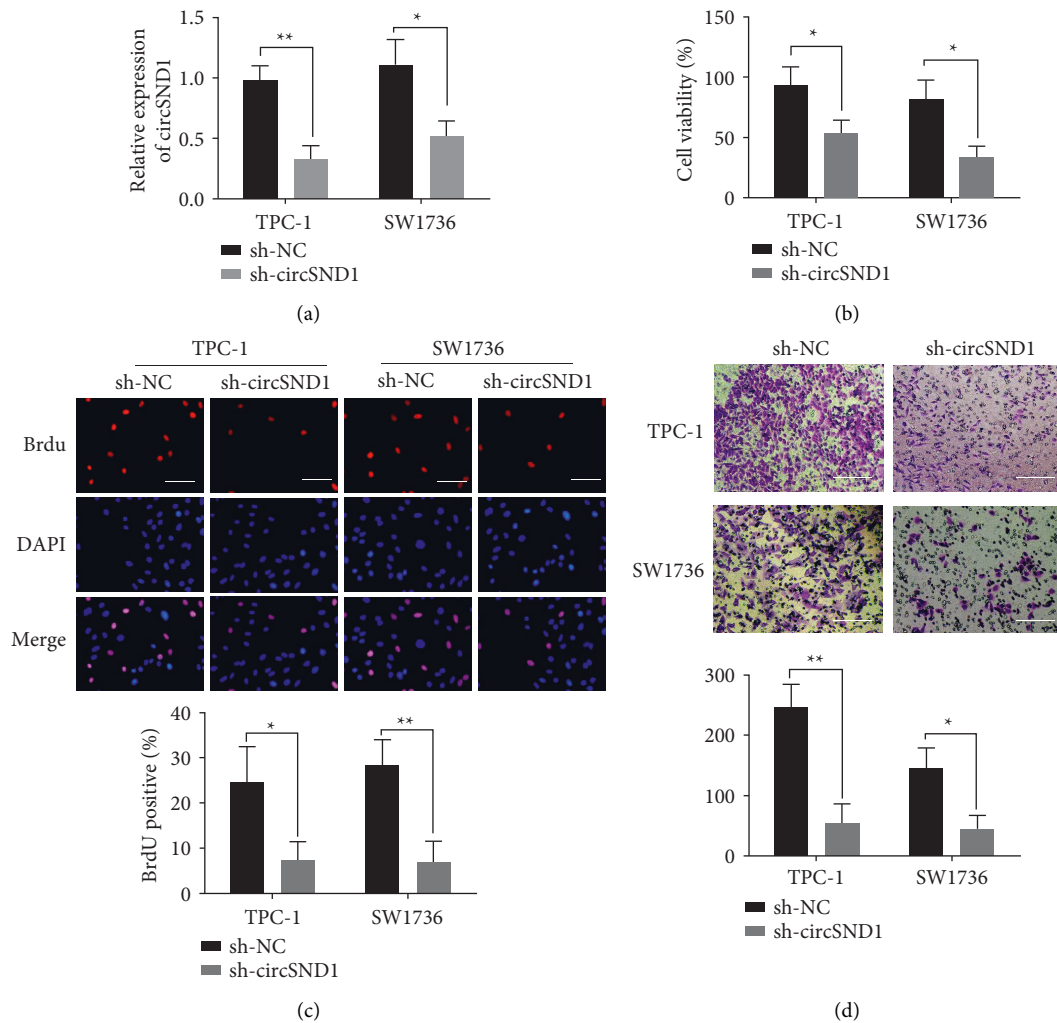 Relative expression
of circSND1
1.5
1.0
0.5
0.0
**
*
TPC-1
SW1736
sh-NC
sh-circSND1
(a)
Cell viability (%)
150
100
50
0
*
*
TPC-1
SW1736
sh-NC
sh-circSND1
(b)
TPC-1
SW1736
sh-NC
sh-circSND1
sh-NC
sh-circSND1
Brdu
DAPI
Merge
BrdU positive (%)
40
30
20
10
0
*
**
TPC-1
SW1736
sh-NC
sh-circSND1
(c)
sh-NC
sh-circSND1
TPC-1
SW1736
300
200
100
0
**
*
TPC-1
SW1736
sh-NC
sh-circSND1
(d)